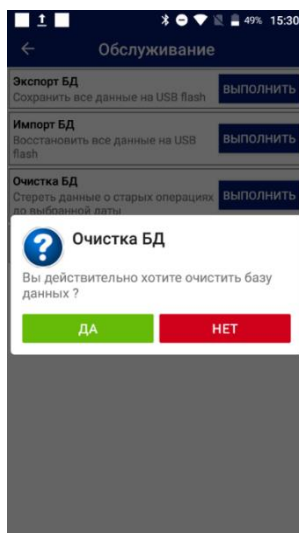 49% 15:30
Обслуживание
Экспорт БД
Сохранить все данные на USB flash
ВЫПОЛНИТЬ
Импорт БД
Восстановить все данные на USB
flash
ВЫПОЛНИТЬ
Очистка БД
Стереть данные о старых операциях
до выбранной даты
ВЫПОЛНИТЬ
Очистка БД
Вы действительно хотите очистить базу
данных ?
ДА
НЕТ